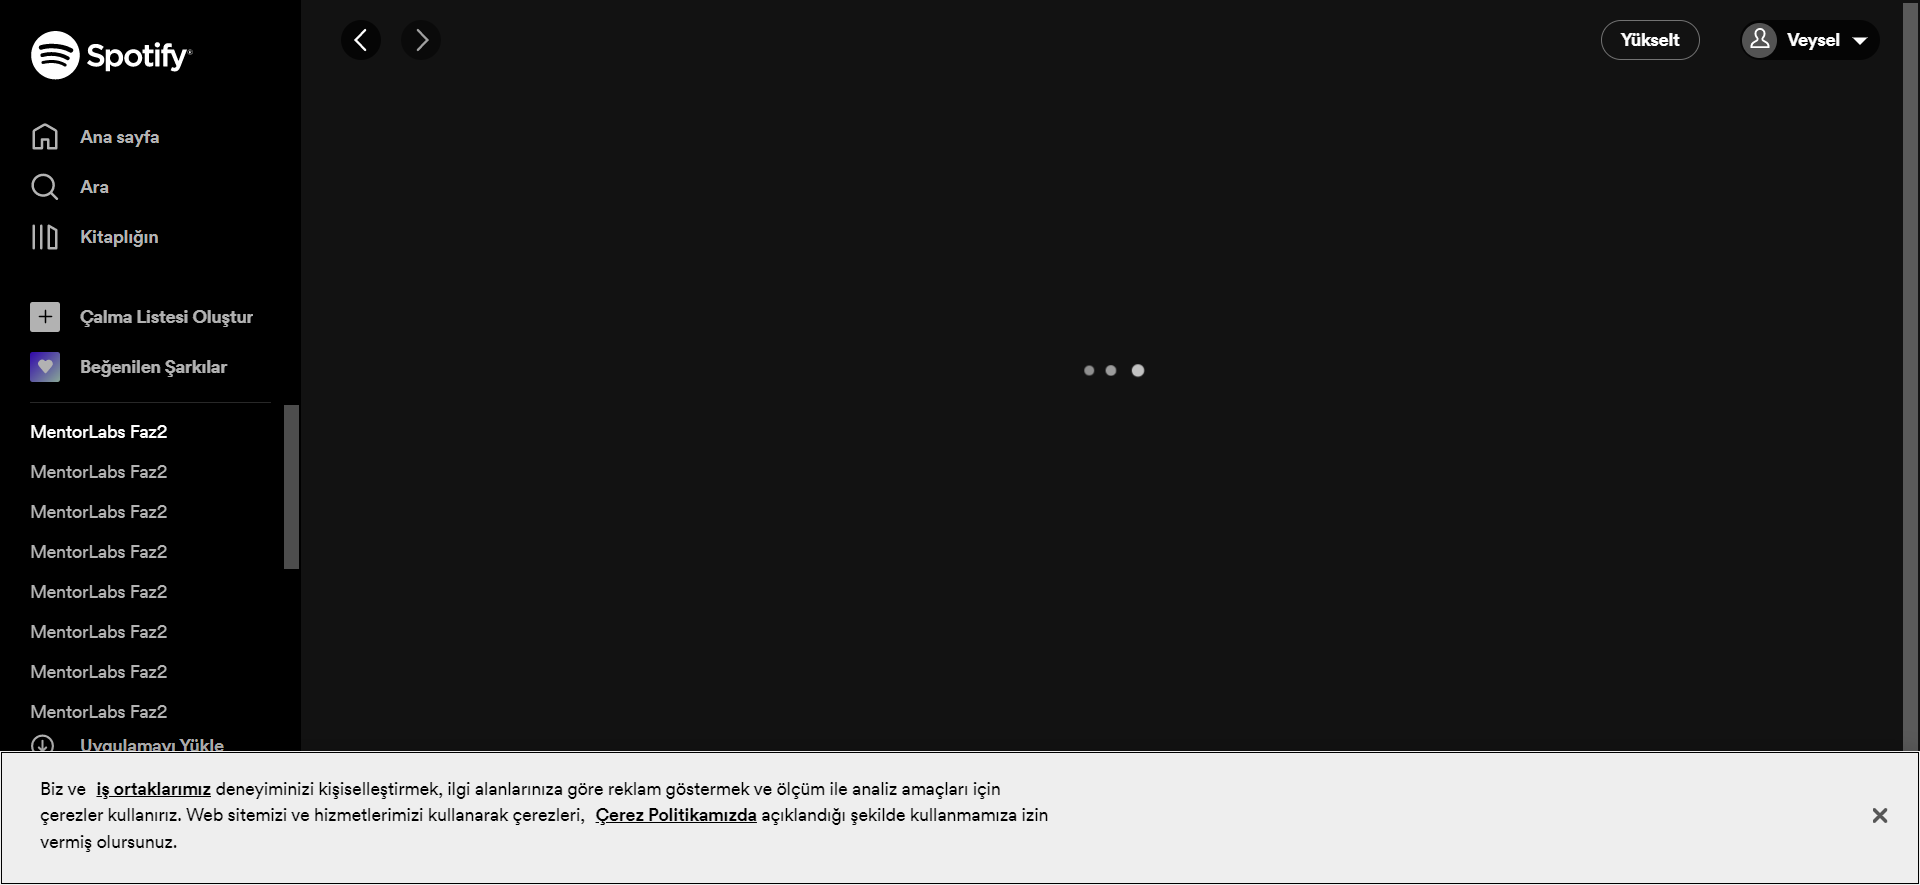 Spotify
Yükselt
Veysel
Ana sayfa
Ara
Kitaplığın
Çalma Listesi Oluştur
Beğenilen Şarkılar
MentorLabs Faz2
MentorLabs Faz2
MentorLabs Faz2
MentorLabs Faz2
MentorLabs Faz2
MentorLabs Faz2
MentorLabs Faz2
MentorLabs Faz2
Uygulamayı Yükle
Biz ve iş ortaklarımız deneyiminizi kişiselleştirmek, ilgi alanlarınıza göre reklam göstermek ve ölçüm ile analiz amaçları için
çerezler kullanırız. Web sitemizi ve hizmetlerimizi kullanarak çerezleri, Çerez Politikamızda açıklandığı şekilde kullanmamıza izin
vermiş olursunuz.